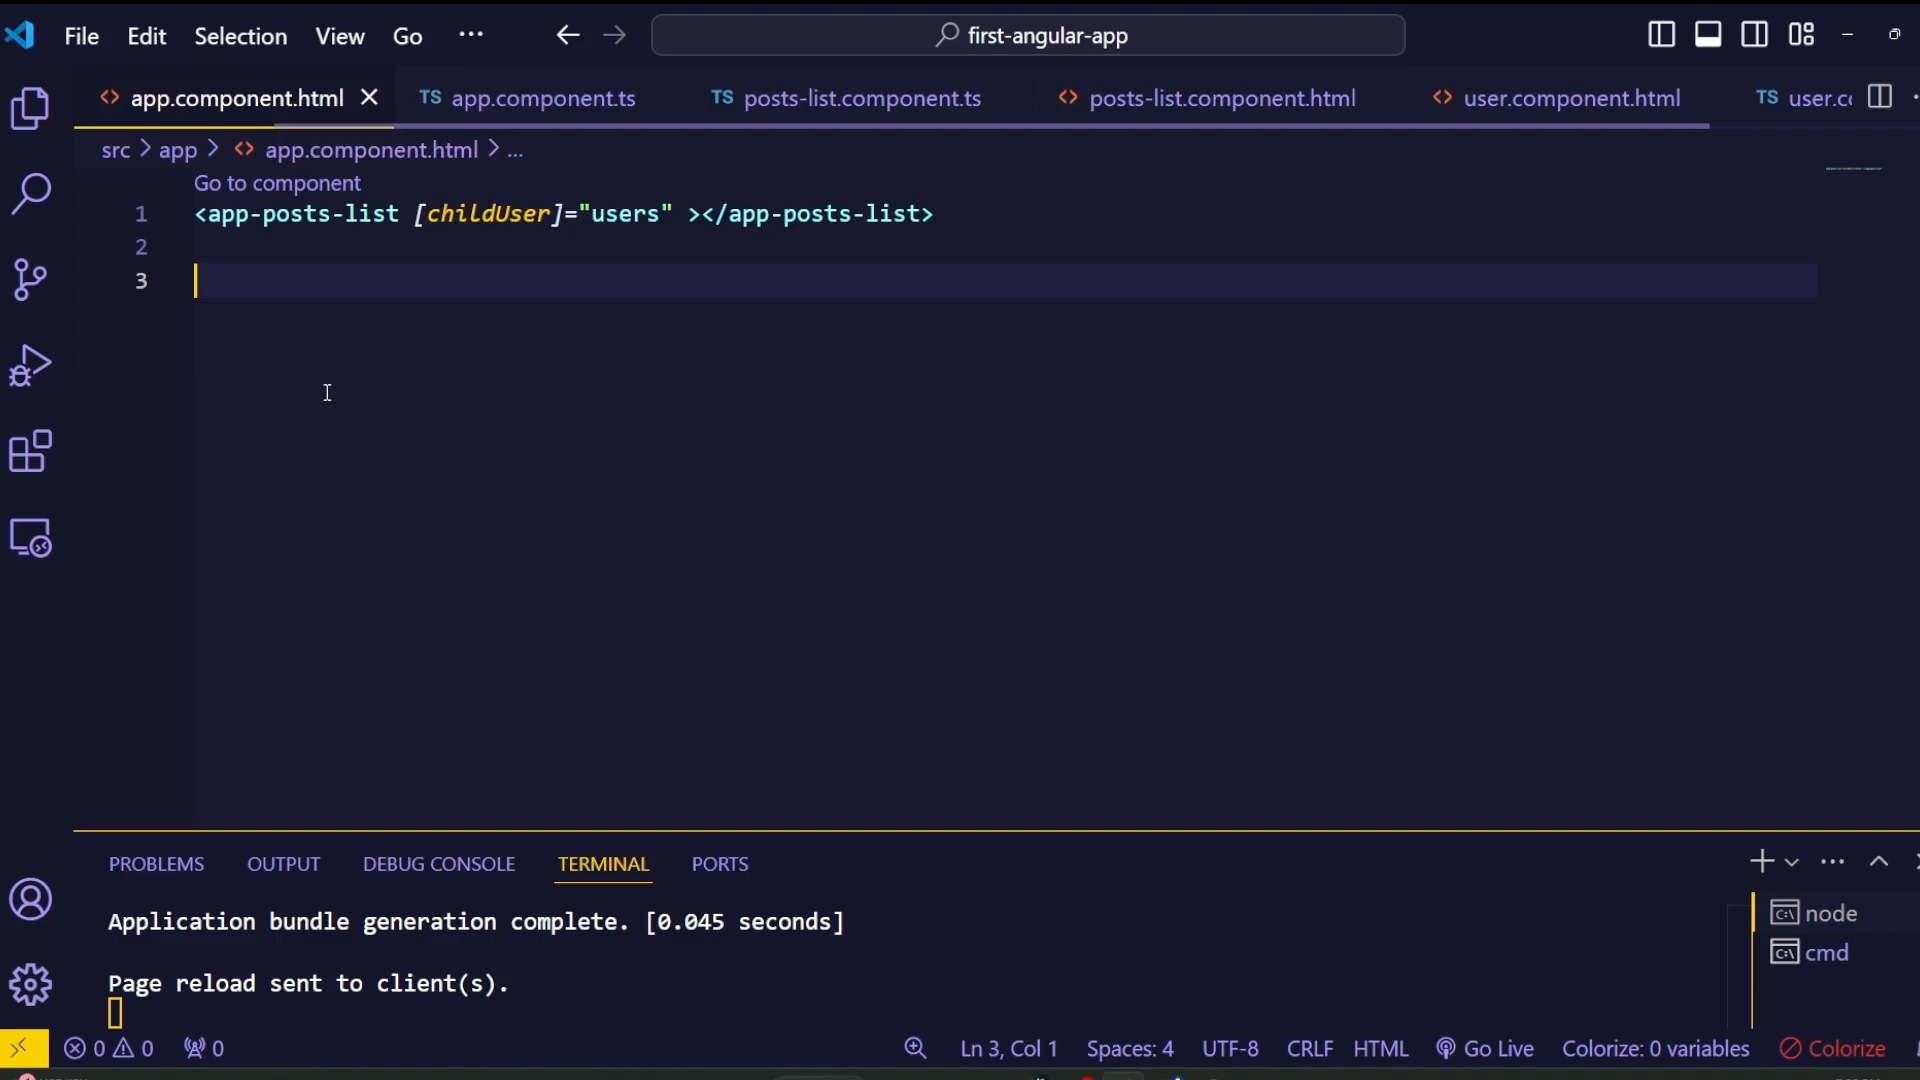 File Edit Selection View Go ··· first-angular-app
app.component.html TS app.component.ts TS posts-list.component.ts posts-list.component.html user.component.html TS user.cc
src > app > app.component.html > ...
Go to component
1 <app-posts-list [childUser]="users" ></app-posts-list>
2
3
PROBLEMS OUTPUT DEBUG CONSOLE TERMINAL PORTS
Application bundle generation complete. [0.045 seconds]
node
cmd
Page reload sent to client(s).
0 0 0 Ln 3, Col 1 Spaces: 4 UTF-8 CRLF HTML Go Live Colorize: 0 variables Colorize